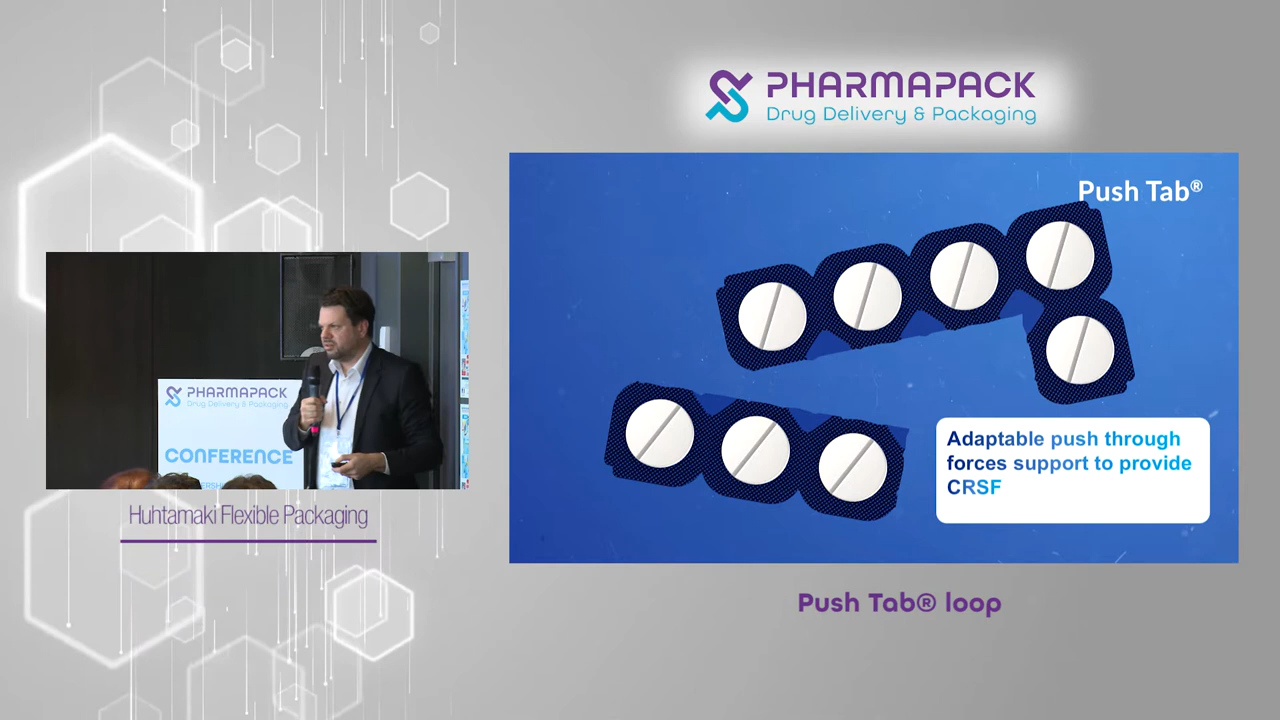 PHARMAPACK
Drug Delivery & Packaging
Push Tab®
Adaptable push through
forces support to provide
CRSF
PHARMAPACK
Drug Delivery & Packaging
CONFERENCE
Huhtamaki Flexible Packaging
Push Tab® loop